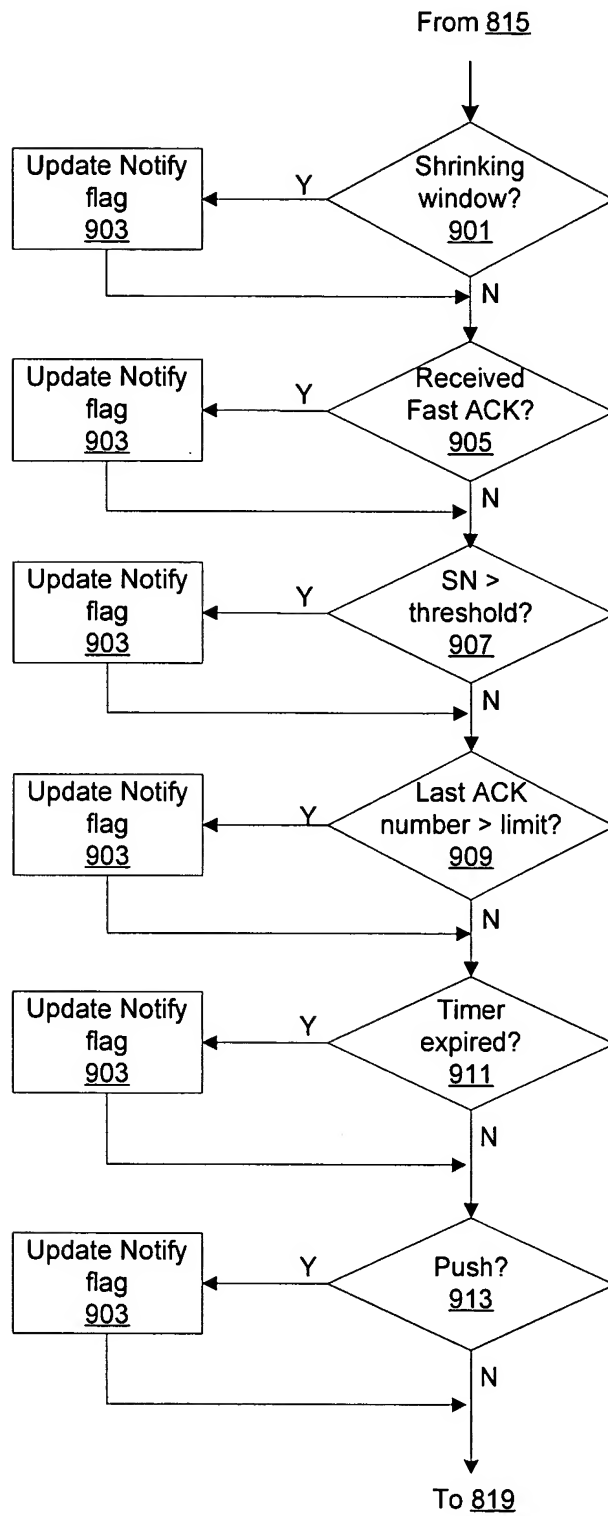 From 815
Shrinking
window?
901
Y
Update Notify
flag
903
N
Received
Fast ACK?
905
Y
Update Notify
flag
903
N
SN >
threshold?
907
Y
Update Notify
flag
903
N
Last ACK
number > limit?
909
Y
Update Notify
flag
903
N
Timer
expired?
911
Y
Update Notify
flag
903
N
Push?
913
Y
Update Notify
flag
903
N
To 819